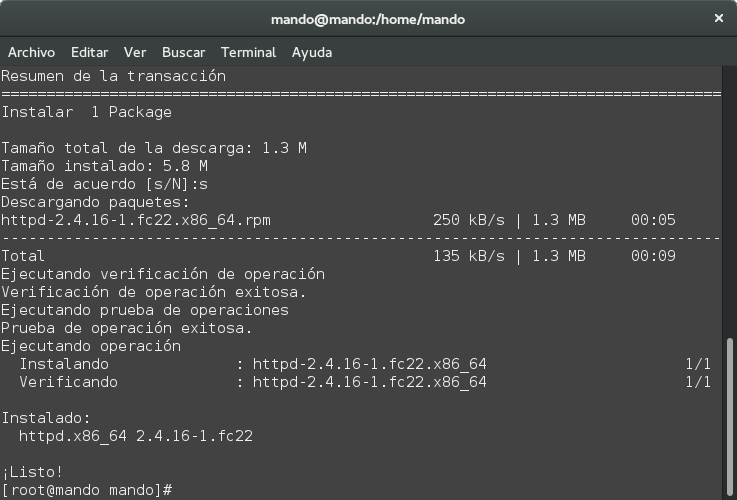 mando@mando:/home/mando
×
Archivo Editar Ver Buscar Terminal Ayuda
Resumen de la transacción
================================================================================
Instalar  1 Package

Tamaño total de la descarga: 1.3 M
Tamaño instalado: 5.8 M
Está de acuerdo [s/N]:s
Descargando paquetes:
httpd-2.4.16-1.fc22.x86_64.rpm                  250 kB/s | 1.3 MB     00:05
--------------------------------------------------------------------------------
Total                                           135 kB/s | 1.3 MB     00:09
Ejecutando verificación de operación
Verificación de operación exitosa.
Ejecutando prueba de operaciones
Prueba de operación exitosa.
Ejecutando operación
  Instalando              : httpd-2.4.16-1.fc22.x86_64                      1/1
  Verificando             : httpd-2.4.16-1.fc22.x86_64                      1/1

Instalado:
  httpd.x86_64 2.4.16-1.fc22

¡Listo!
[root@mando mando]#